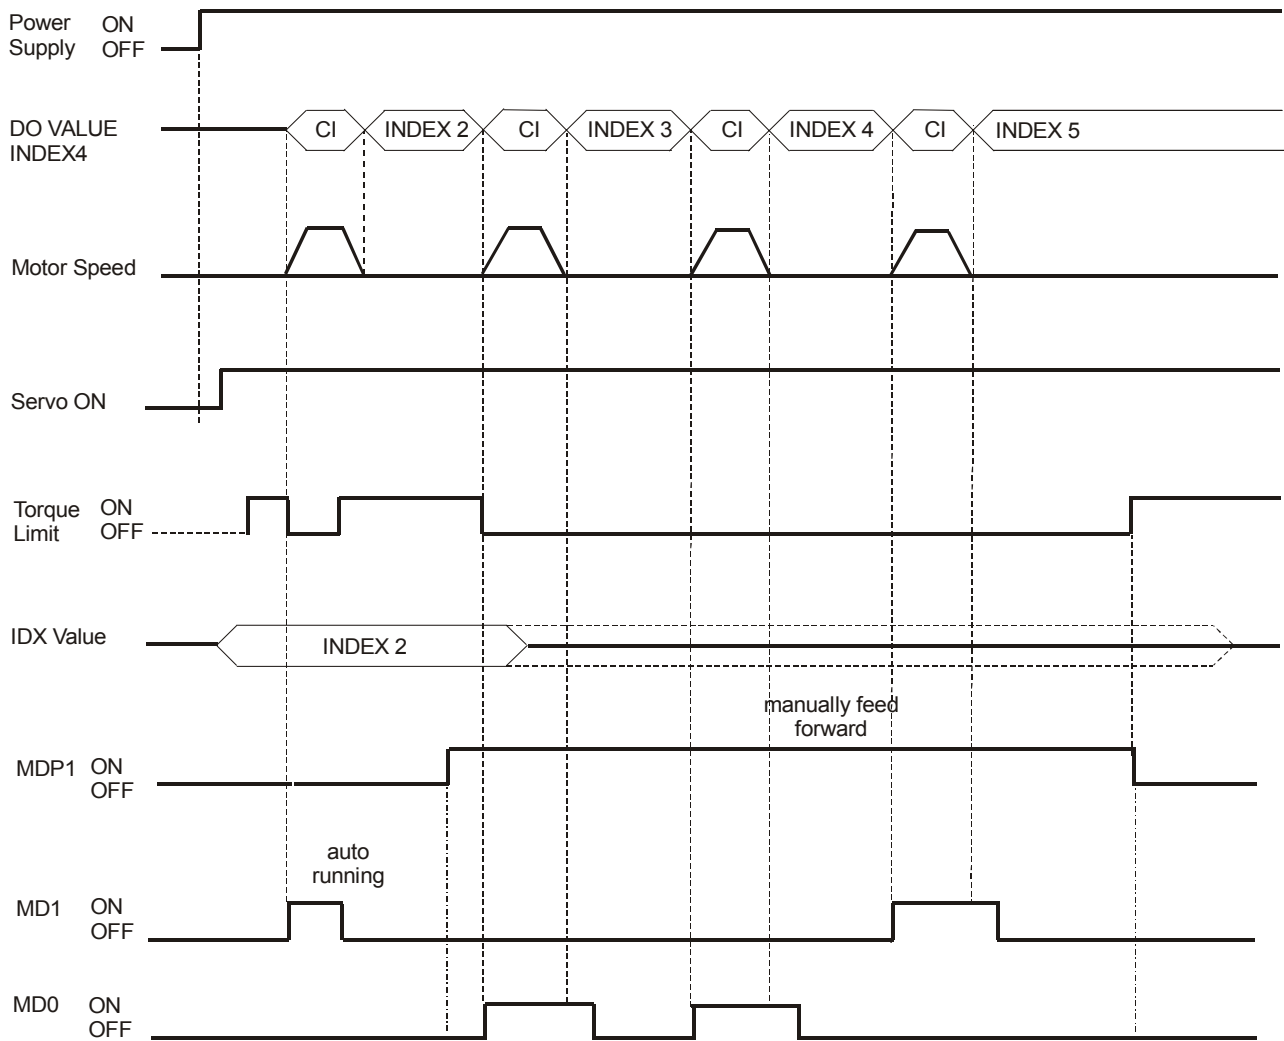 Power ON
Supply OFF
DO VALUE
INDEX4
CI INDEX 2 CI INDEX 3 CI INDEX 4 CI INDEX 5
Motor Speed
Servo ON
Torque ON
Limit OFF
IDX Value
INDEX 2
manually feed
forward
MDP1 ON
OFF
auto
running
MD1 ON
OFF
MD0 ON
OFF